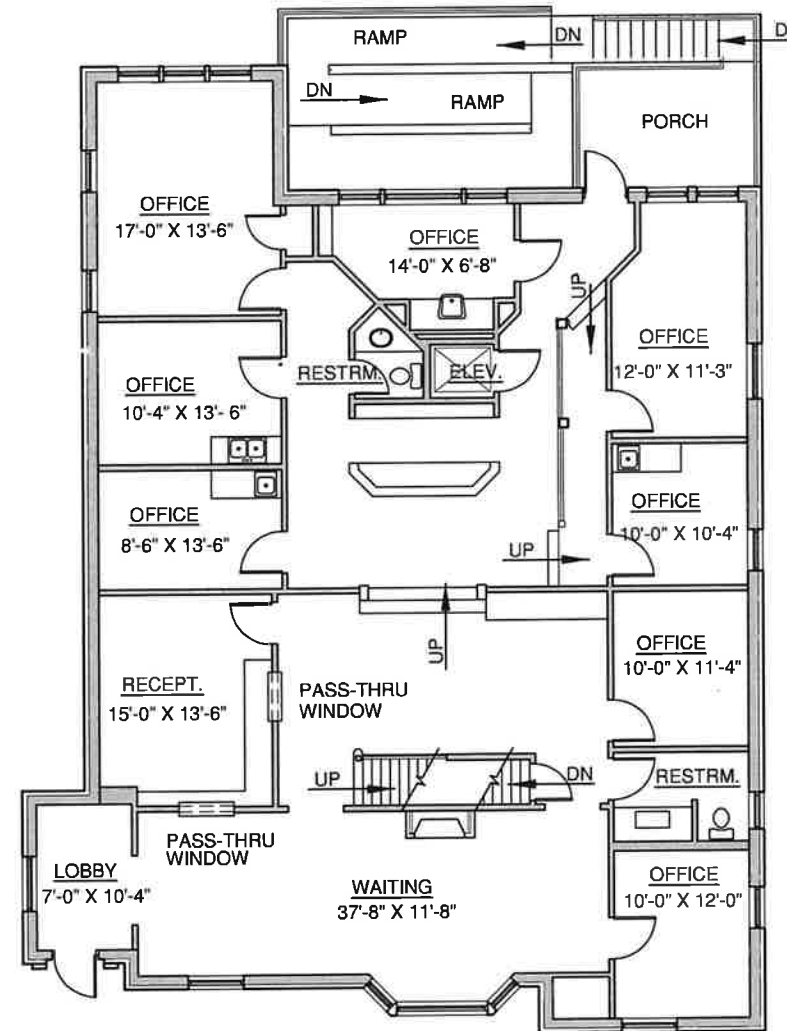 RAMP
DN
D
DN
RAMP
PORCH
OFFICE
17'-0" X 13'-6"
OFFICE
14'-0" X 6'-8"
UP
OFFICE
12'-0" X 11'-3"
OFFICE
10'-4" X 13'- 6"
RESTRM.
ELEV.
OFFICE
8'-6" X 13'-6"
OFFICE
10'-0" X 10'-4"
UP
UP
OFFICE
10'-0" X 11'-4"
RECEPT.
15'-0" X 13'-6"
PASS-THRU
WINDOW
UP
DN
RESTRM.
PASS-THRU
WINDOW
LOBBY
7'-0" X 10'-4"
WAITING
37'-8" X 11'-8"
OFFICE
10'-0" X 12'-0"